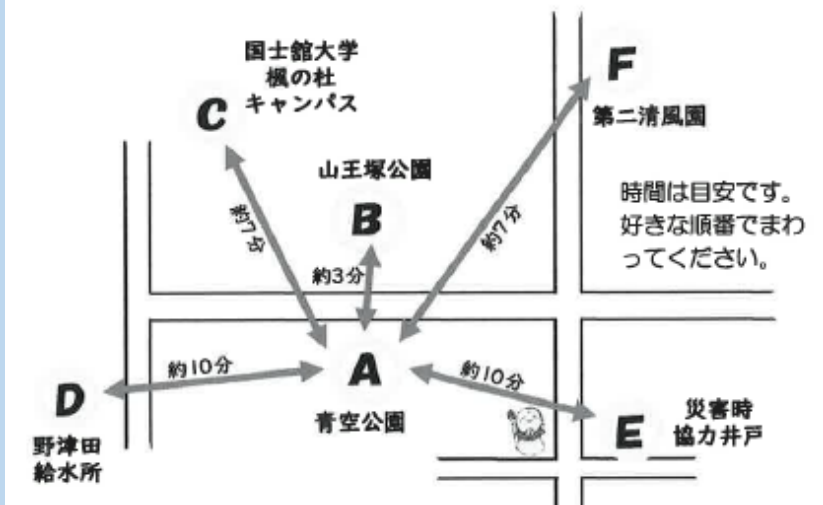 国士舘大学
楓の杜
キャンパス
C
F
第二清風園
山王塚公園
B
時間は目安です。
好きな順番でまわ
ってください。
約7分
約3分
約7分
A
青空公園
約10分
約10分
D
野津田
給水所
E
災害時
協力井戸